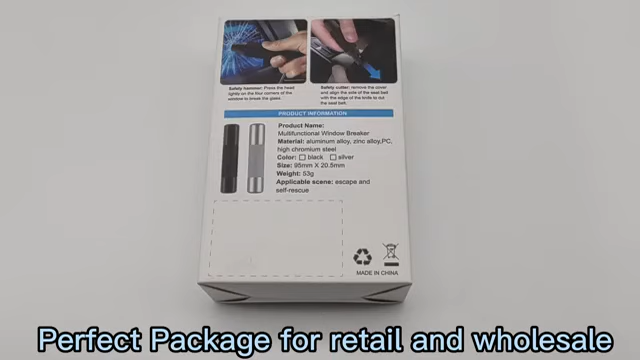 Safety hammer: Press the head
tightly on the four corners of the
window to break the glass.
Safety cutter: remove the cover
and align the side of the seat belt
with the edge of the knife to cut
the seat belt.
PRODUCT INFORMATION
Product Name:
Multifunctional Window Breaker
Material: aluminum alloy, zinc alloy,PC,
high chromium steel
Color: black silver
Size: 95mm X 20.5mm
Weight: 53g
Applicable scene: escape and
self-rescue
MADE IN CHINA
Perfect Package for retail and wholesale